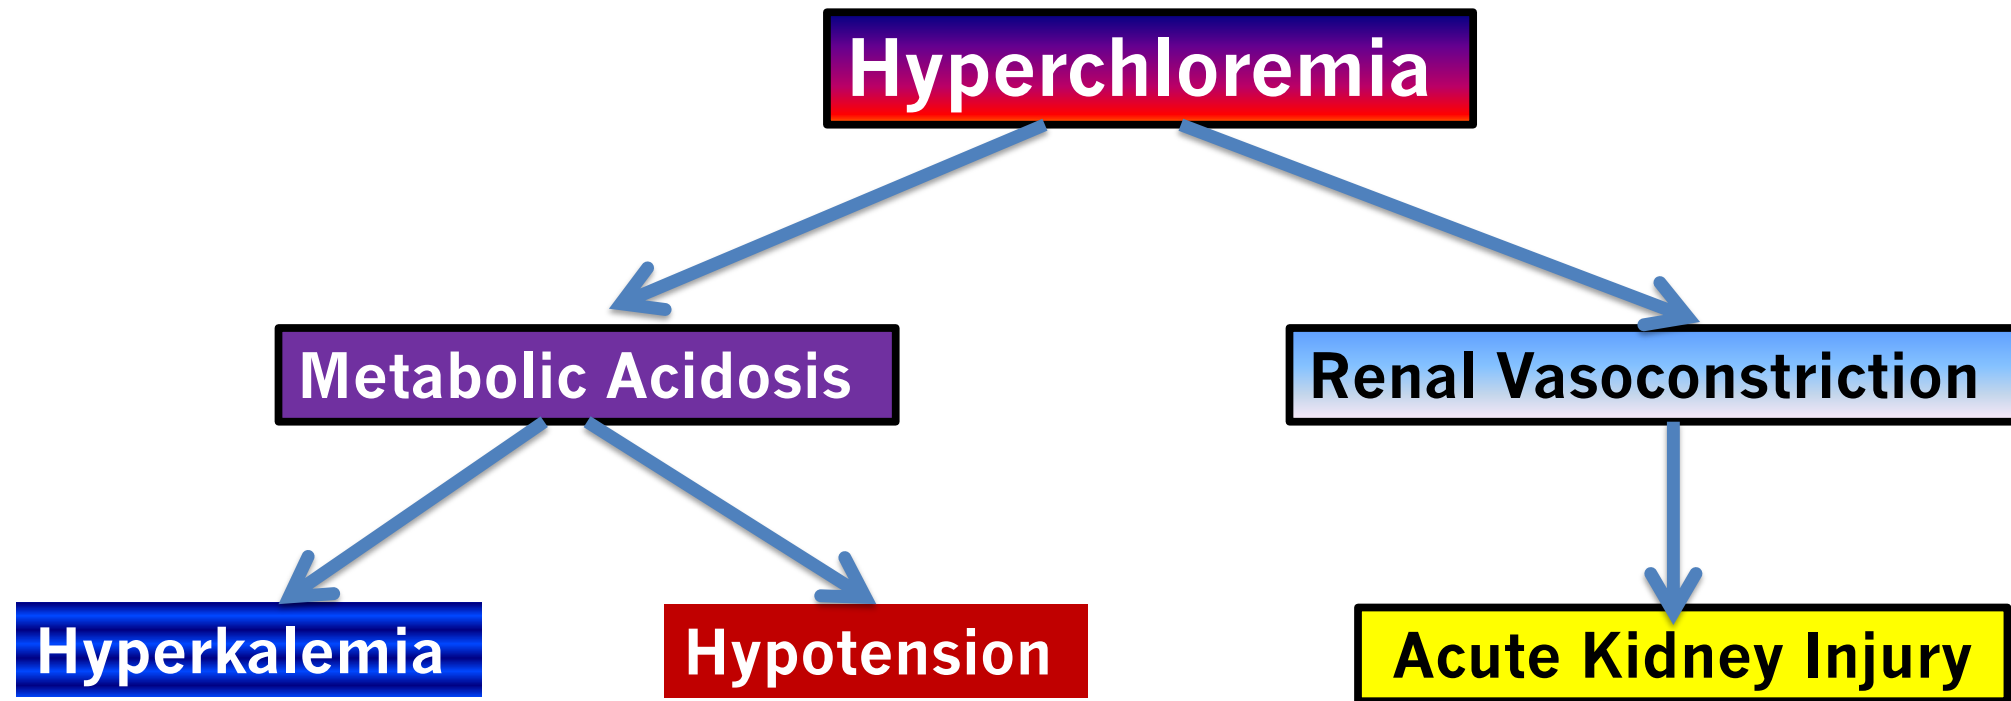 Hyperchloremia
Metabolic Acidosis
Renal Vasoconstriction
Hyperkalemia
Hypotension
Acute Kidney Injury